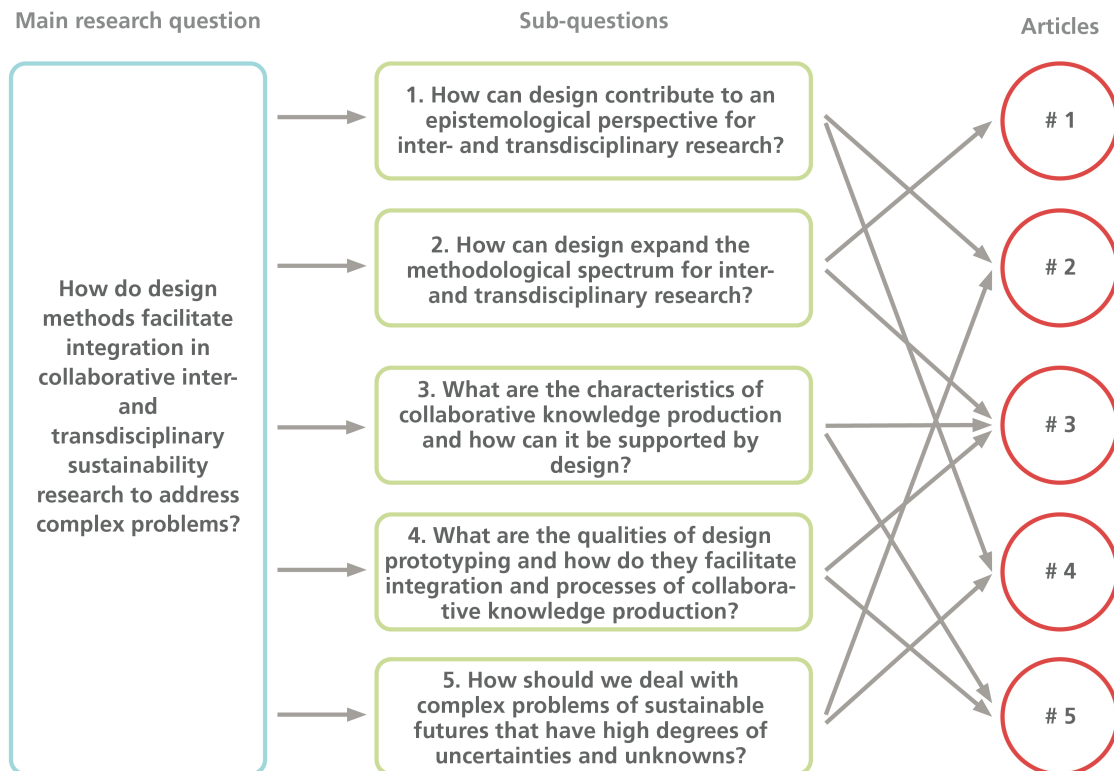 Main research question
Sub-questions
Articles
How do design
methods facilitate
integration in
collaborative inter-
and
transdisciplinary
sustainability
research to address
complex problems?
1. How can design contribute to an
epistemological perspective for
inter- and transdisciplinary research?
2. How can design expand the
methodological spectrum for inter-
and transdisciplinary research?
3. What are the characteristics of
collaborative knowledge production
and how can it be supported by
design?
4. What are the qualities of design
prototyping and how do they facilitate
integration and processes of collabora-
tive knowledge production?
5. How should we deal with
complex problems of sustainable
futures that have high degrees of
uncertainties and unknowns?
# 1
# 2
# 3
# 4
# 5